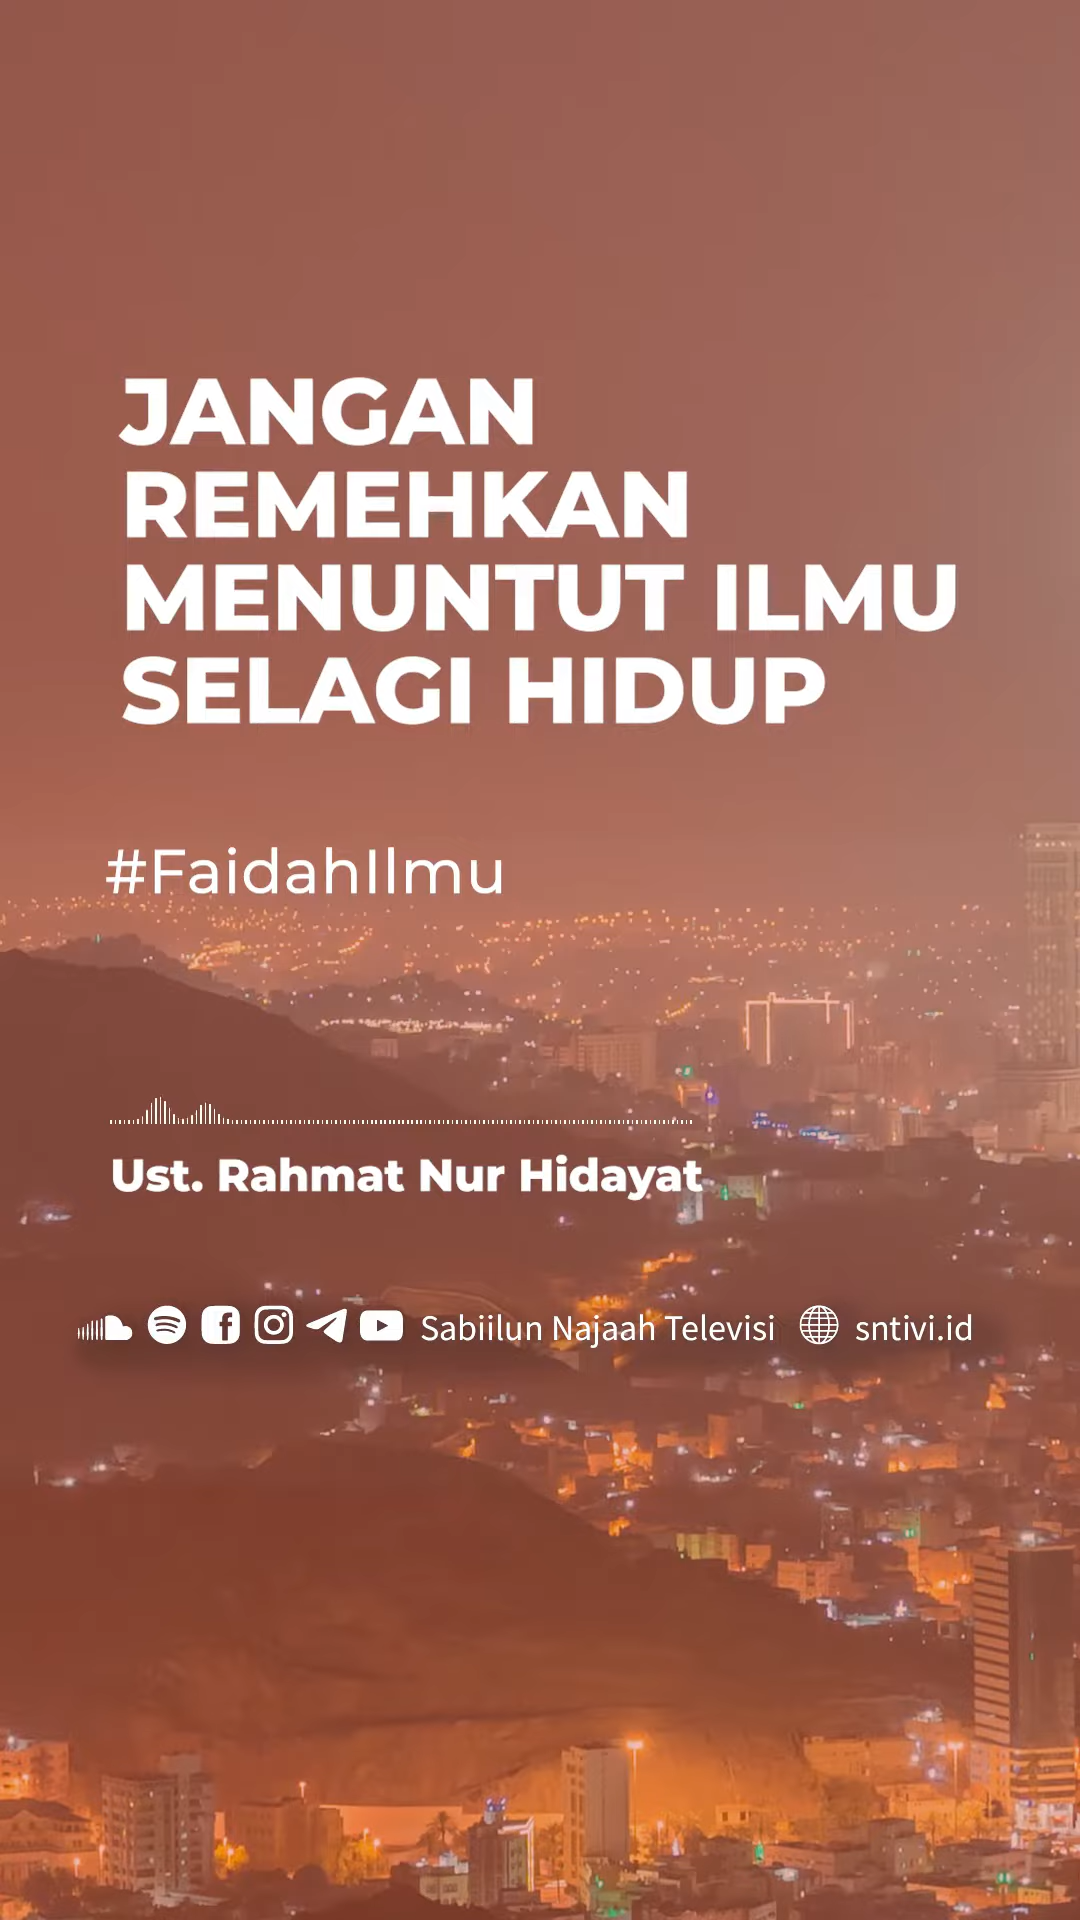 JANGAN
REMEHKAN
MENUNTUT ILMU
SELAGI HIDUP
#FaidahIlmu
Ust. Rahmat Nur Hidayat
Sabiilun Najaah Televisi sntivi.id